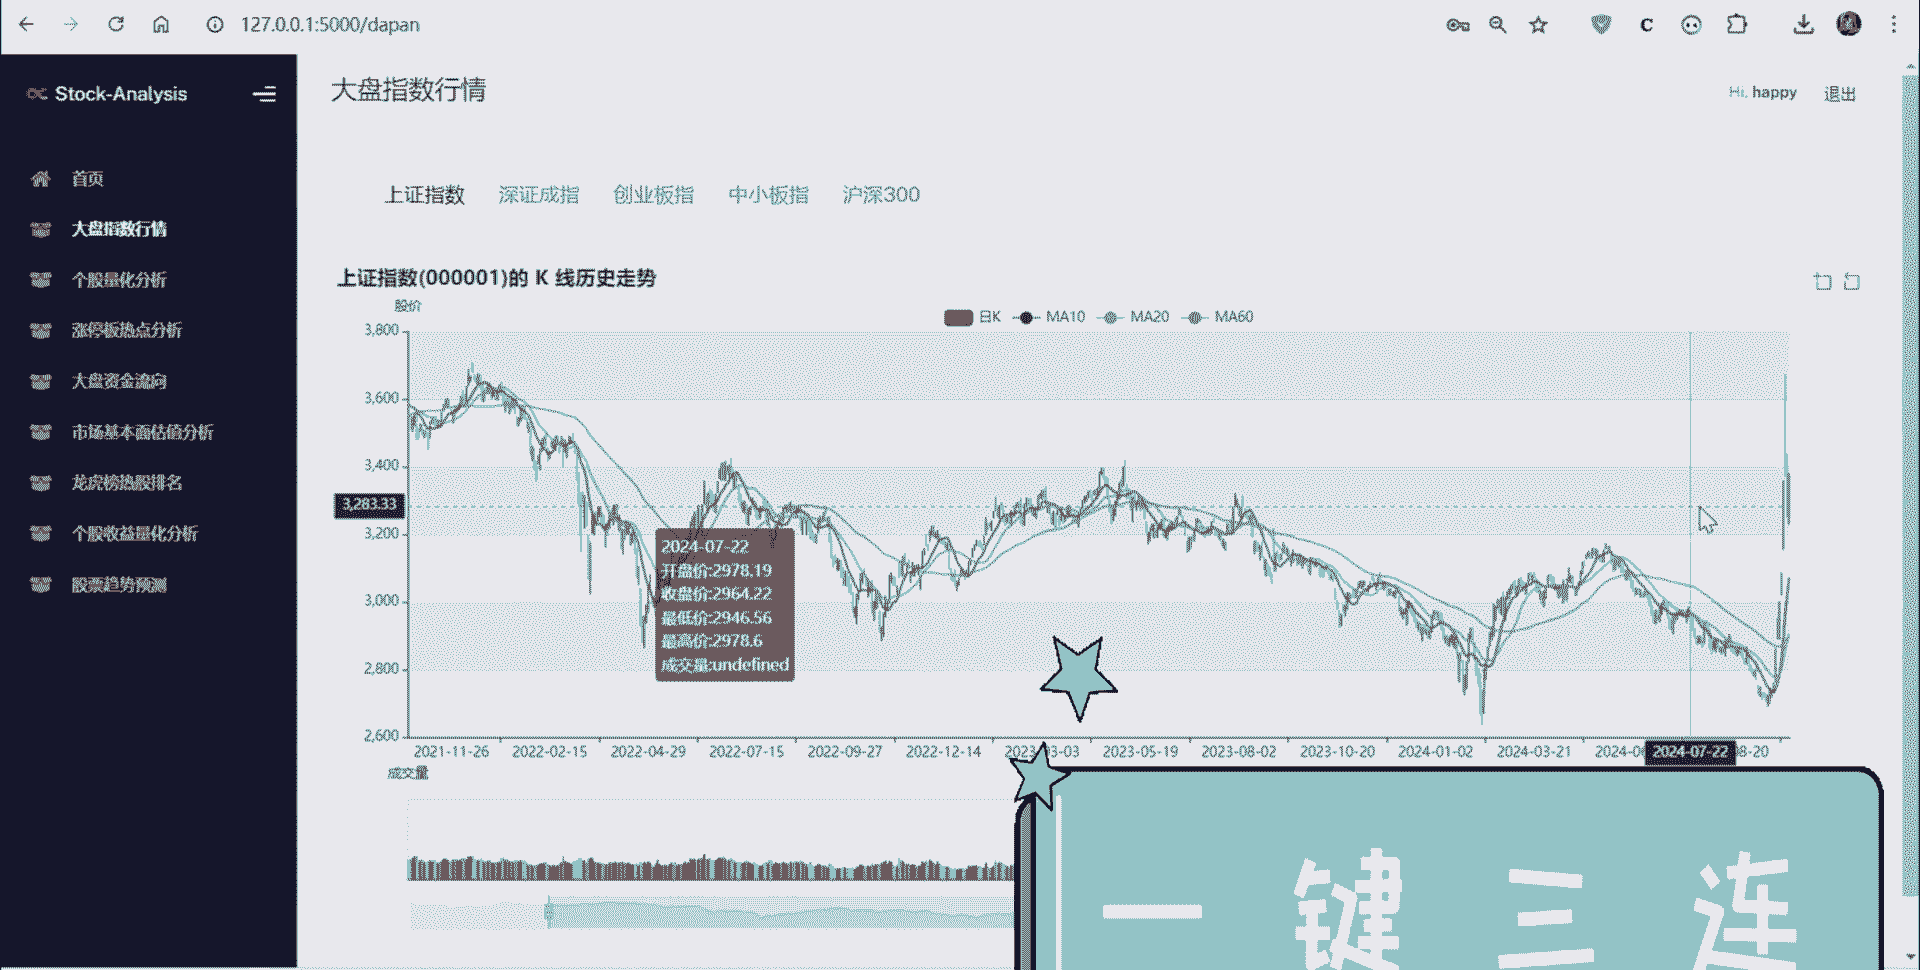 127.0.0.1:5000/dapan
Stock-Analysis
大盘指数行情
Hi, happy
退出
首页
大盘指数行情
个股量化分析
涨停板热点分析
大盘资金流向
市场基本面估值分析
龙虎榜热股排名
个股收益量化分析
股票趋势预测
上证指数 深证成指 创业板指 中小板指 沪深300
上证指数(000001)的 K 线历史走势
股价
日K MA10 MA20 MA60
3,800
3,600
3,400
3,283.33
3,200
3,000
2,800
2,600
2024-07-22
开盘价:2978.19
收盘价:2964.22
最低价:2946.56
最高价:2978.6
成交量:undefined
2021-11-26 2022-02-15 2022-04-29 2022-07-15 2022-09-27 2022-12-14 2023-03-03 2023-05-19 2023-08-02 2023-10-20 2024-01-02 2024-03-21 2024-0 2024-07-22 08-20
成交量
一键三连